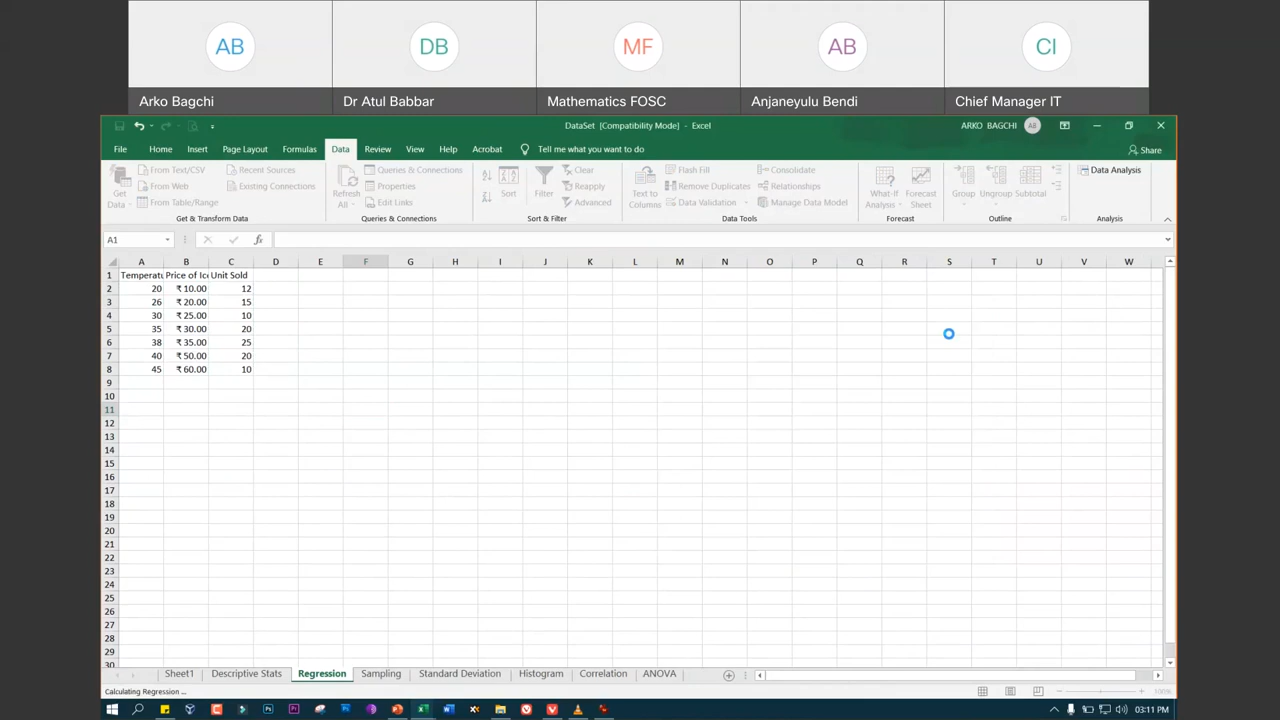 AB DB MF AB CI
Arko Bagchi Dr Atul Babbar Mathematics FOSC Anjaneyulu Bendi Chief Manager IT
DataSet [Compatibility Mode] - Excel ARKO BAGCHI AB
File Home Insert Page Layout Formulas Data Review View Help Acrobat Tell me what you want to do Share
From Text/CSV Recent Sources Queries & Connections Clear Flash Fill Consolidate Data Analysis
From Web Existing Connections Properties Reapply Remove Duplicates Relationships
From Table/Range Edit Links Advanced Data Validation Manage Data Model
Get Data Refresh All Sort Filter Text to Columns What-If Analysis Forecast Sheet Group Ungroup Subtotal
Get & Transform Data Queries & Connections Sort & Filter Data Tools Forecast Outline Analysis
A1 fx
A B C D E F G H I J K L M N O P Q R S T U V W
1 Temperatu Price of Ice Unit Sold
2 20 ₹ 10.00 12
3 26 ₹ 20.00 15
4 30 ₹ 25.00 10
5 35 ₹ 30.00 20
6 38 ₹ 35.00 25
7 40 ₹ 50.00 20
8 45 ₹ 60.00 10
9
10
11
12
13
14
15
16
17
18
19
20
21
22
23
24
25
26
27
28
29
30
Sheet1 Descriptive Stats Regression Sampling Standard Deviation Histogram Correlation ANOVA
Calculating Regression ... 100%
03:11 PM